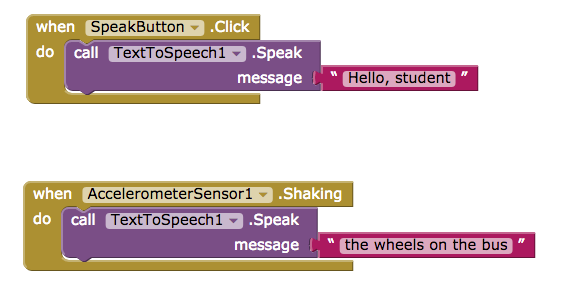 when SpeakButton .Click
do call TextToSpeech1 .Speak
message " Hello, student "
when AccelerometerSensor1 .Shaking
do call TextToSpeech1 .Speak
message " the wheels on the bus "